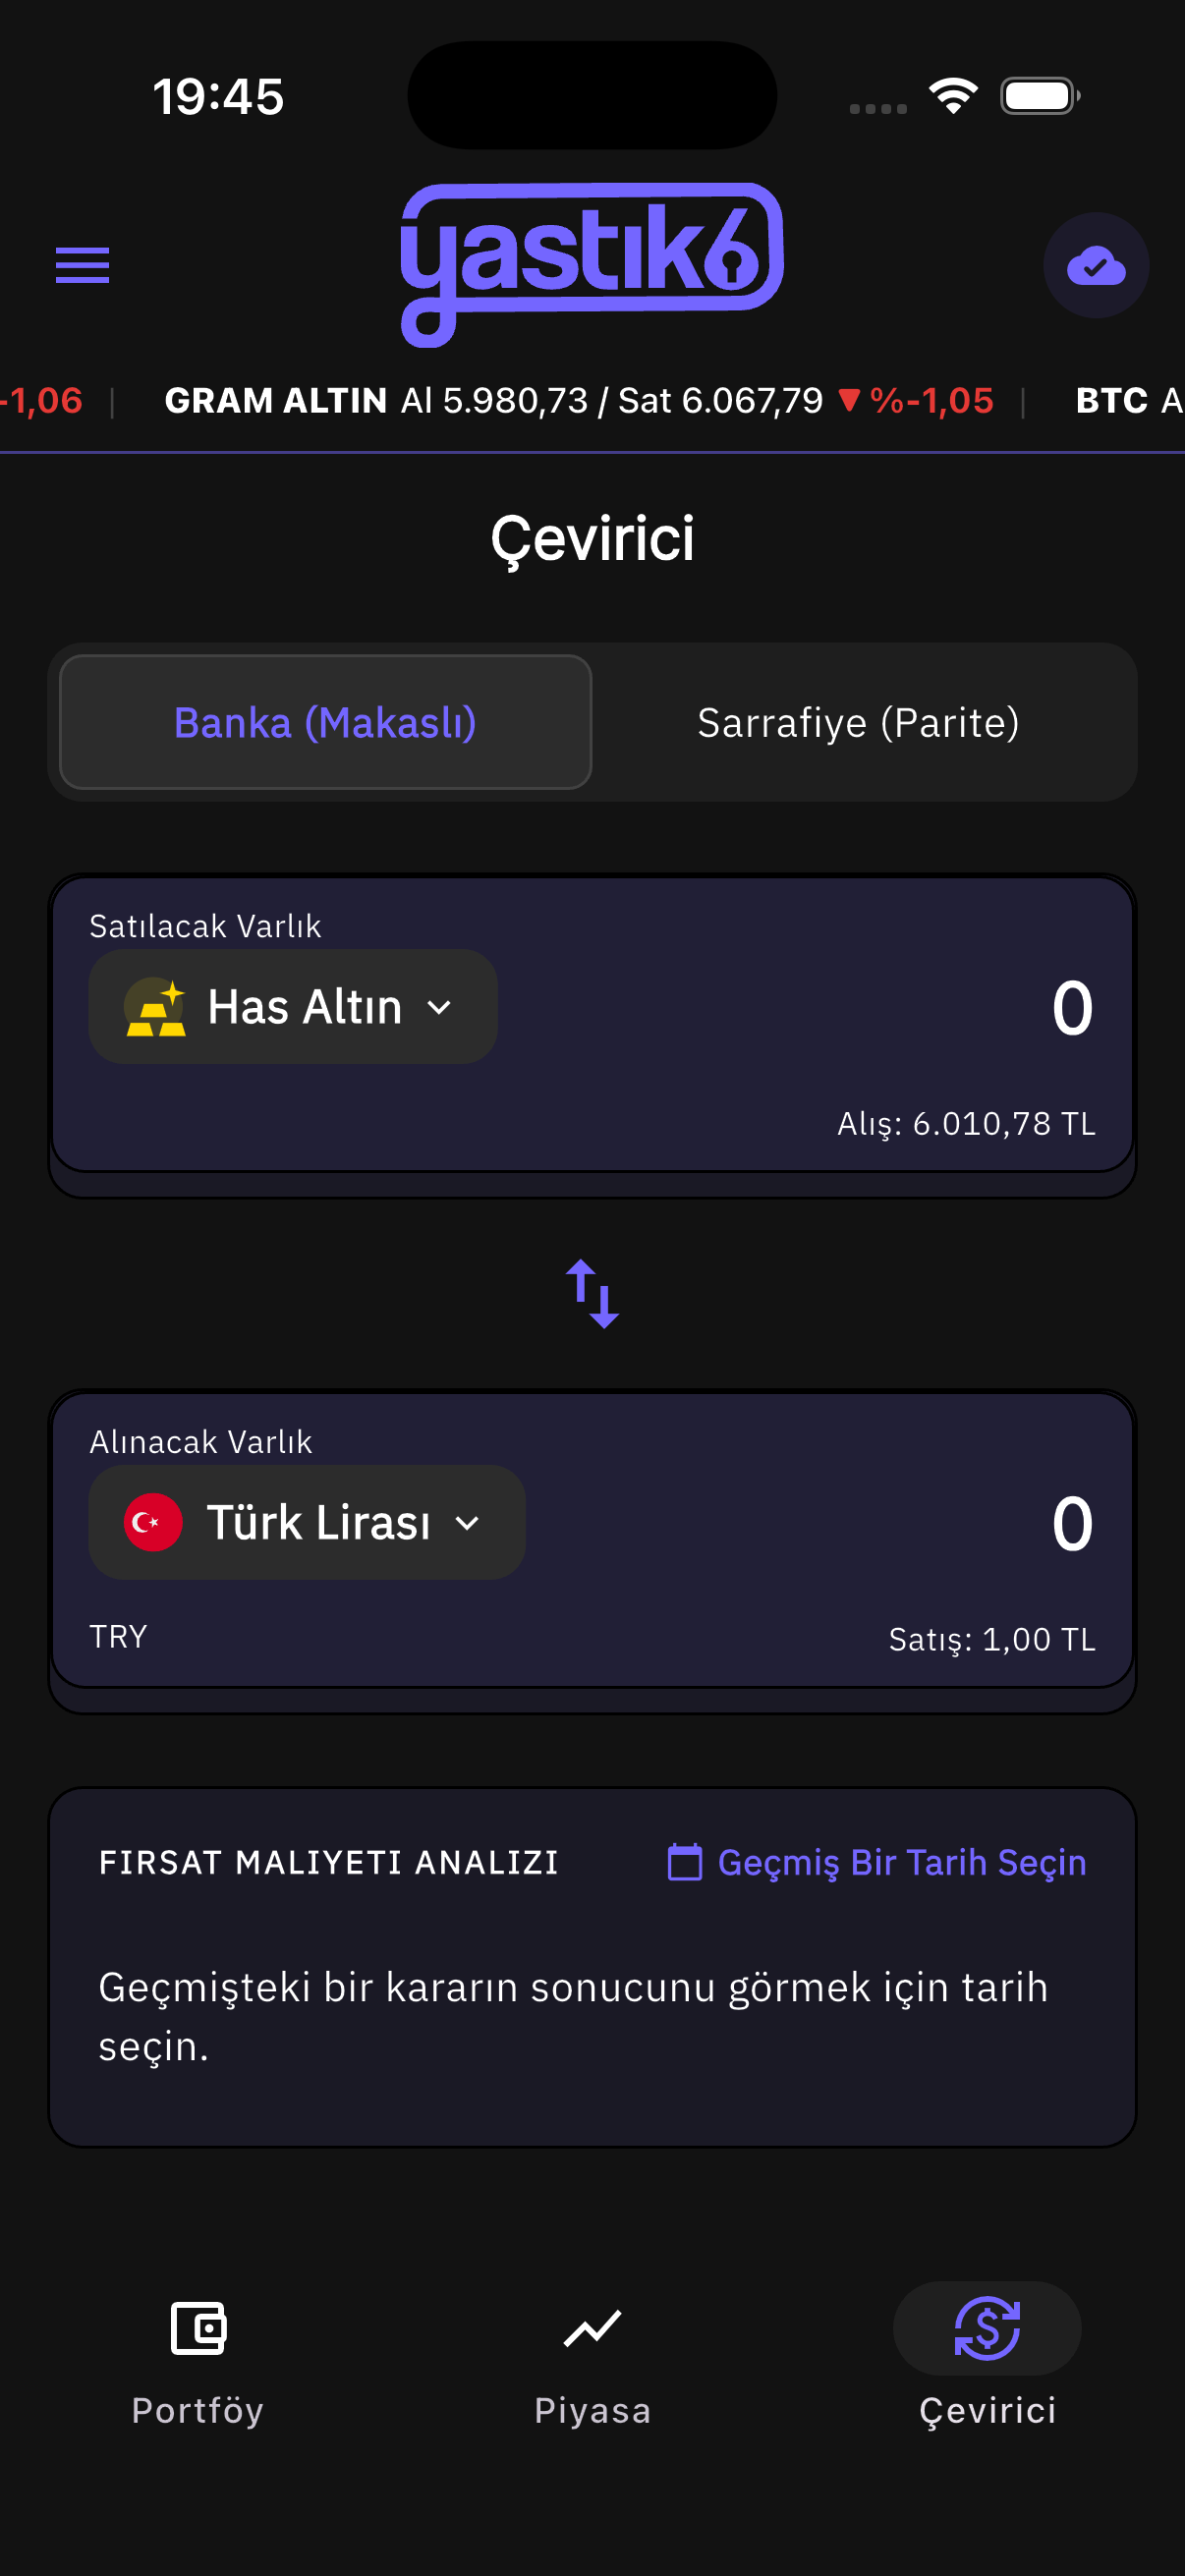 19:45
yastık6
-1,06 | GRAM ALTIN Al 5.980,73 / Sat 6.067,79 ▼ %-1,05 | BTC A
Çevirici
Banka (Makaslı) Sarrafiye (Parite)
Satılacak Varlık
Has Altın 0
Alış: 6.010,78 TL
Alınacak Varlık
Türk Lirası 0
TRY Satış: 1,00 TL
FIRSAT MALIYETI ANALIZI Geçmiş Bir Tarih Seçin
Geçmişteki bir kararın sonucunu görmek için tarih
seçin.
Portföy Piyasa Çevirici